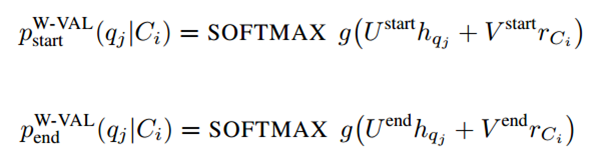 p_start^W-VAL(q_j|C_i) = SOFTMAX g(U^start h_{q_j} + V^start r_{C_i})
p_end^W-VAL(q_j|C_i) = SOFTMAX g(U^end h_{q_j} + V^end r_{C_i})